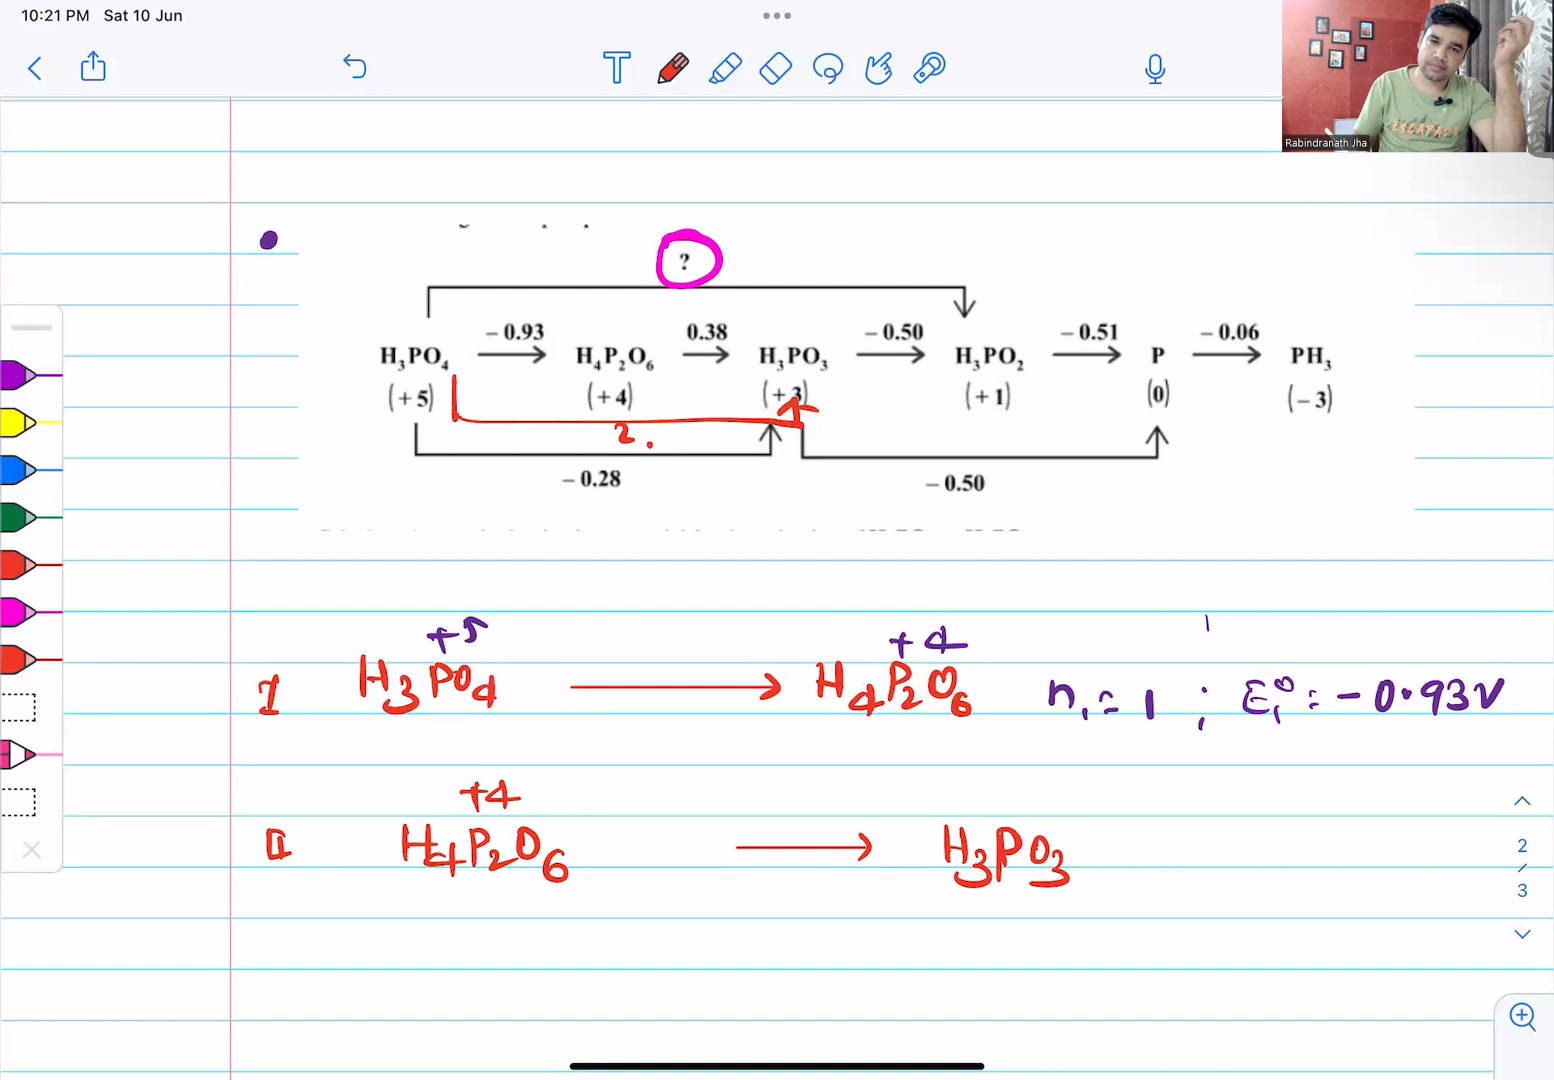 10:21 PM Sat 10 Jun
T
ESCAPADE
Rabindranath Jha
?
– 0.93 0.38 – 0.50 – 0.51 – 0.06
H₃PO₄ → H₄P₂O₆ → H₃PO₃ → H₃PO₂ → P → PH₃
(+5) (+4) (+3) (+1) (0) (–3)
2.
– 0.28 – 0.50
+5 +4
I H₃PO₄ → H₄P₂O₆ n₁ = 1 ; E₁° = -0.93V
+4
II H₄P₂O₆ → H₃PO₃
2
/
3